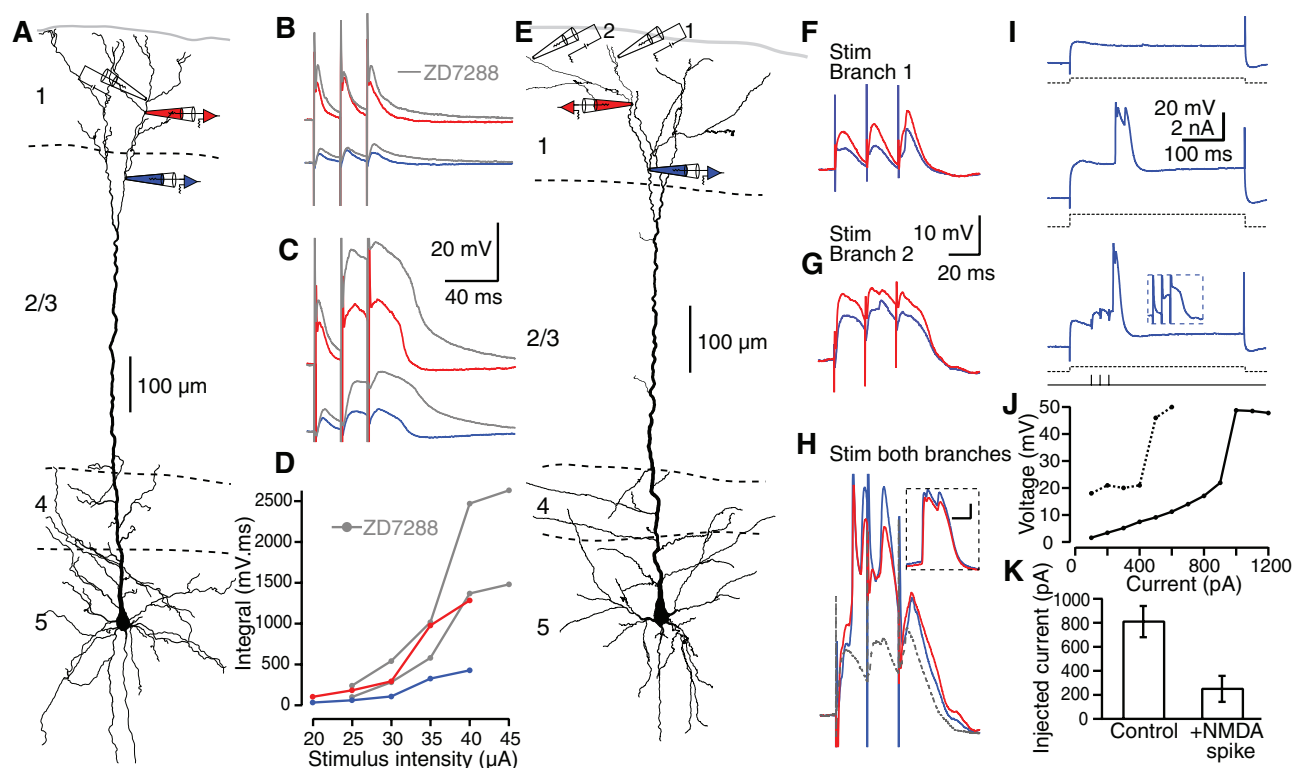 A
1
2/3
100 µm
4
5
B
ZD7288
C
20 mV
40 ms
D
Integral (mV.ms)
2500
2000
1500
1000
500
0
ZD7288
20 25 30 35 40 45
Stimulus intensity (µA)
E
2
1
1
2/3
100 µm
4
5
F
Stim
Branch 1
G
Stim
Branch 2
10 mV
20 ms
H
Stim both branches
I
20 mV
2 nA
100 ms
J
Voltage (mV)
50
40
30
20
10
0
0 400 800 1200
Current (pA)
K
Injected current (pA)
1000
800
600
400
200
0
Control
+NMDA
spike